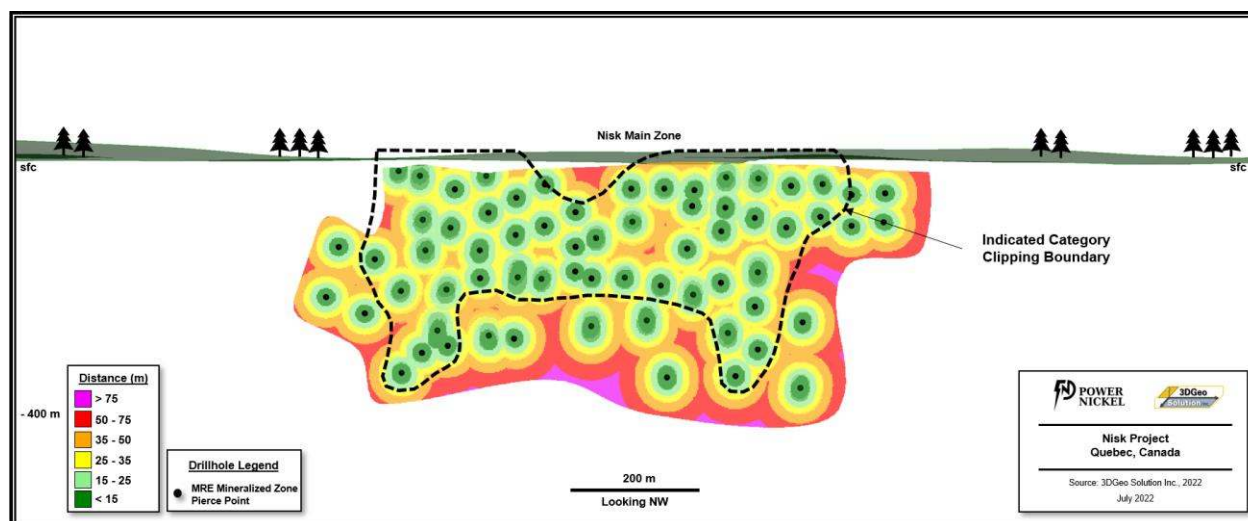 Nisk Main Zone
sfc
sfc
Indicated Category
Clipping Boundary
Distance (m)
> 75
50 - 75
35 - 50
25 - 35
15 - 25
< 15
- 400 m
Drillhole Legend
MRE Mineralized Zone
Pierce Point
200 m
Looking NW
POWER
NICKEL
3DGeo
Solution
Nisk Project
Quebec, Canada
Source: 3DGeo Solution Inc., 2022
July 2022